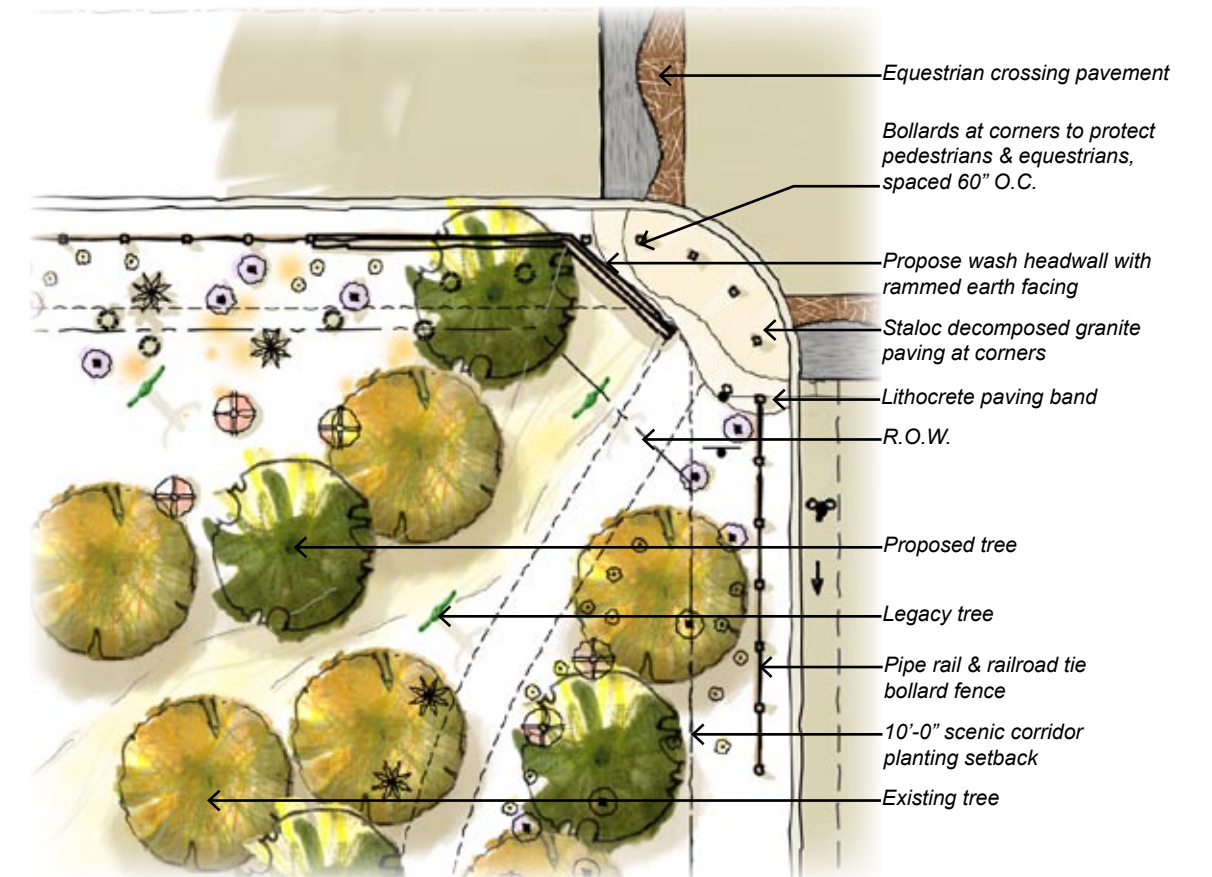 Equestrian crossing pavement
Bollards at corners to protect
pedestrians & equestrians,
spaced 60” O.C.
Propose wash headwall with
rammed earth facing
Staloc decomposed granite
paving at corners
Lithocrete paving band
R.O.W.
Proposed tree
Legacy tree
Pipe rail & railroad tie
bollard fence
10’-0” scenic corridor
planting setback
Existing tree